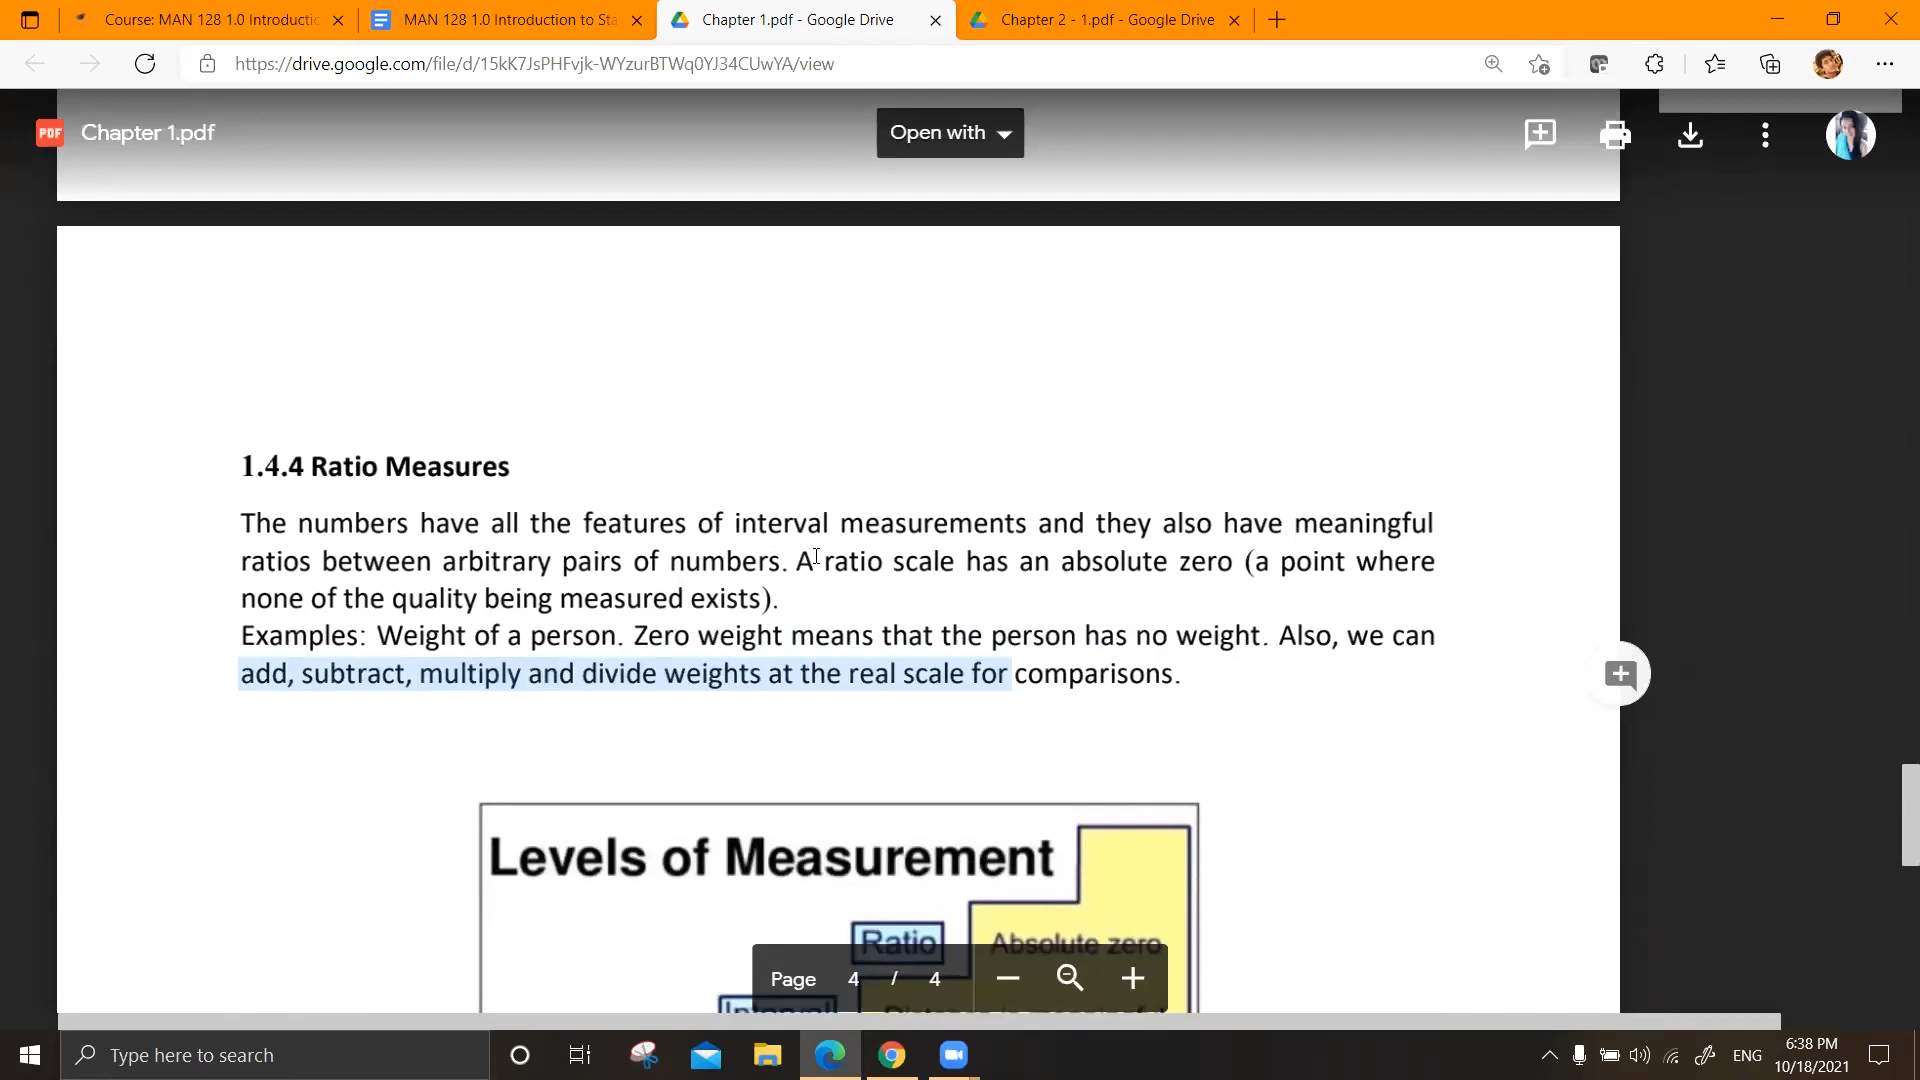 Course: MAN 128 1.0 Introductic
MAN 128 1.0 Introduction to Sta
Chapter 1.pdf - Google Drive
Chapter 2 - 1.pdf - Google Drive
https://drive.google.com/file/d/15kK7JsPHFvjk-WYzurBTWq0YJ34CUwYA/view
PDF
Chapter 1.pdf
Open with
1.4.4 Ratio Measures
The numbers have all the features of interval measurements and they also have meaningful
ratios between arbitrary pairs of numbers. A ratio scale has an absolute zero (a point where
none of the quality being measured exists).
Examples: Weight of a person. Zero weight means that the person has no weight. Also, we can
add, subtract, multiply and divide weights at the real scale for comparisons.
Levels of Measurement
Ratio
Absolute zero
Interval
Page 4 / 4
Type here to search
ENG
6:38 PM
10/18/2021